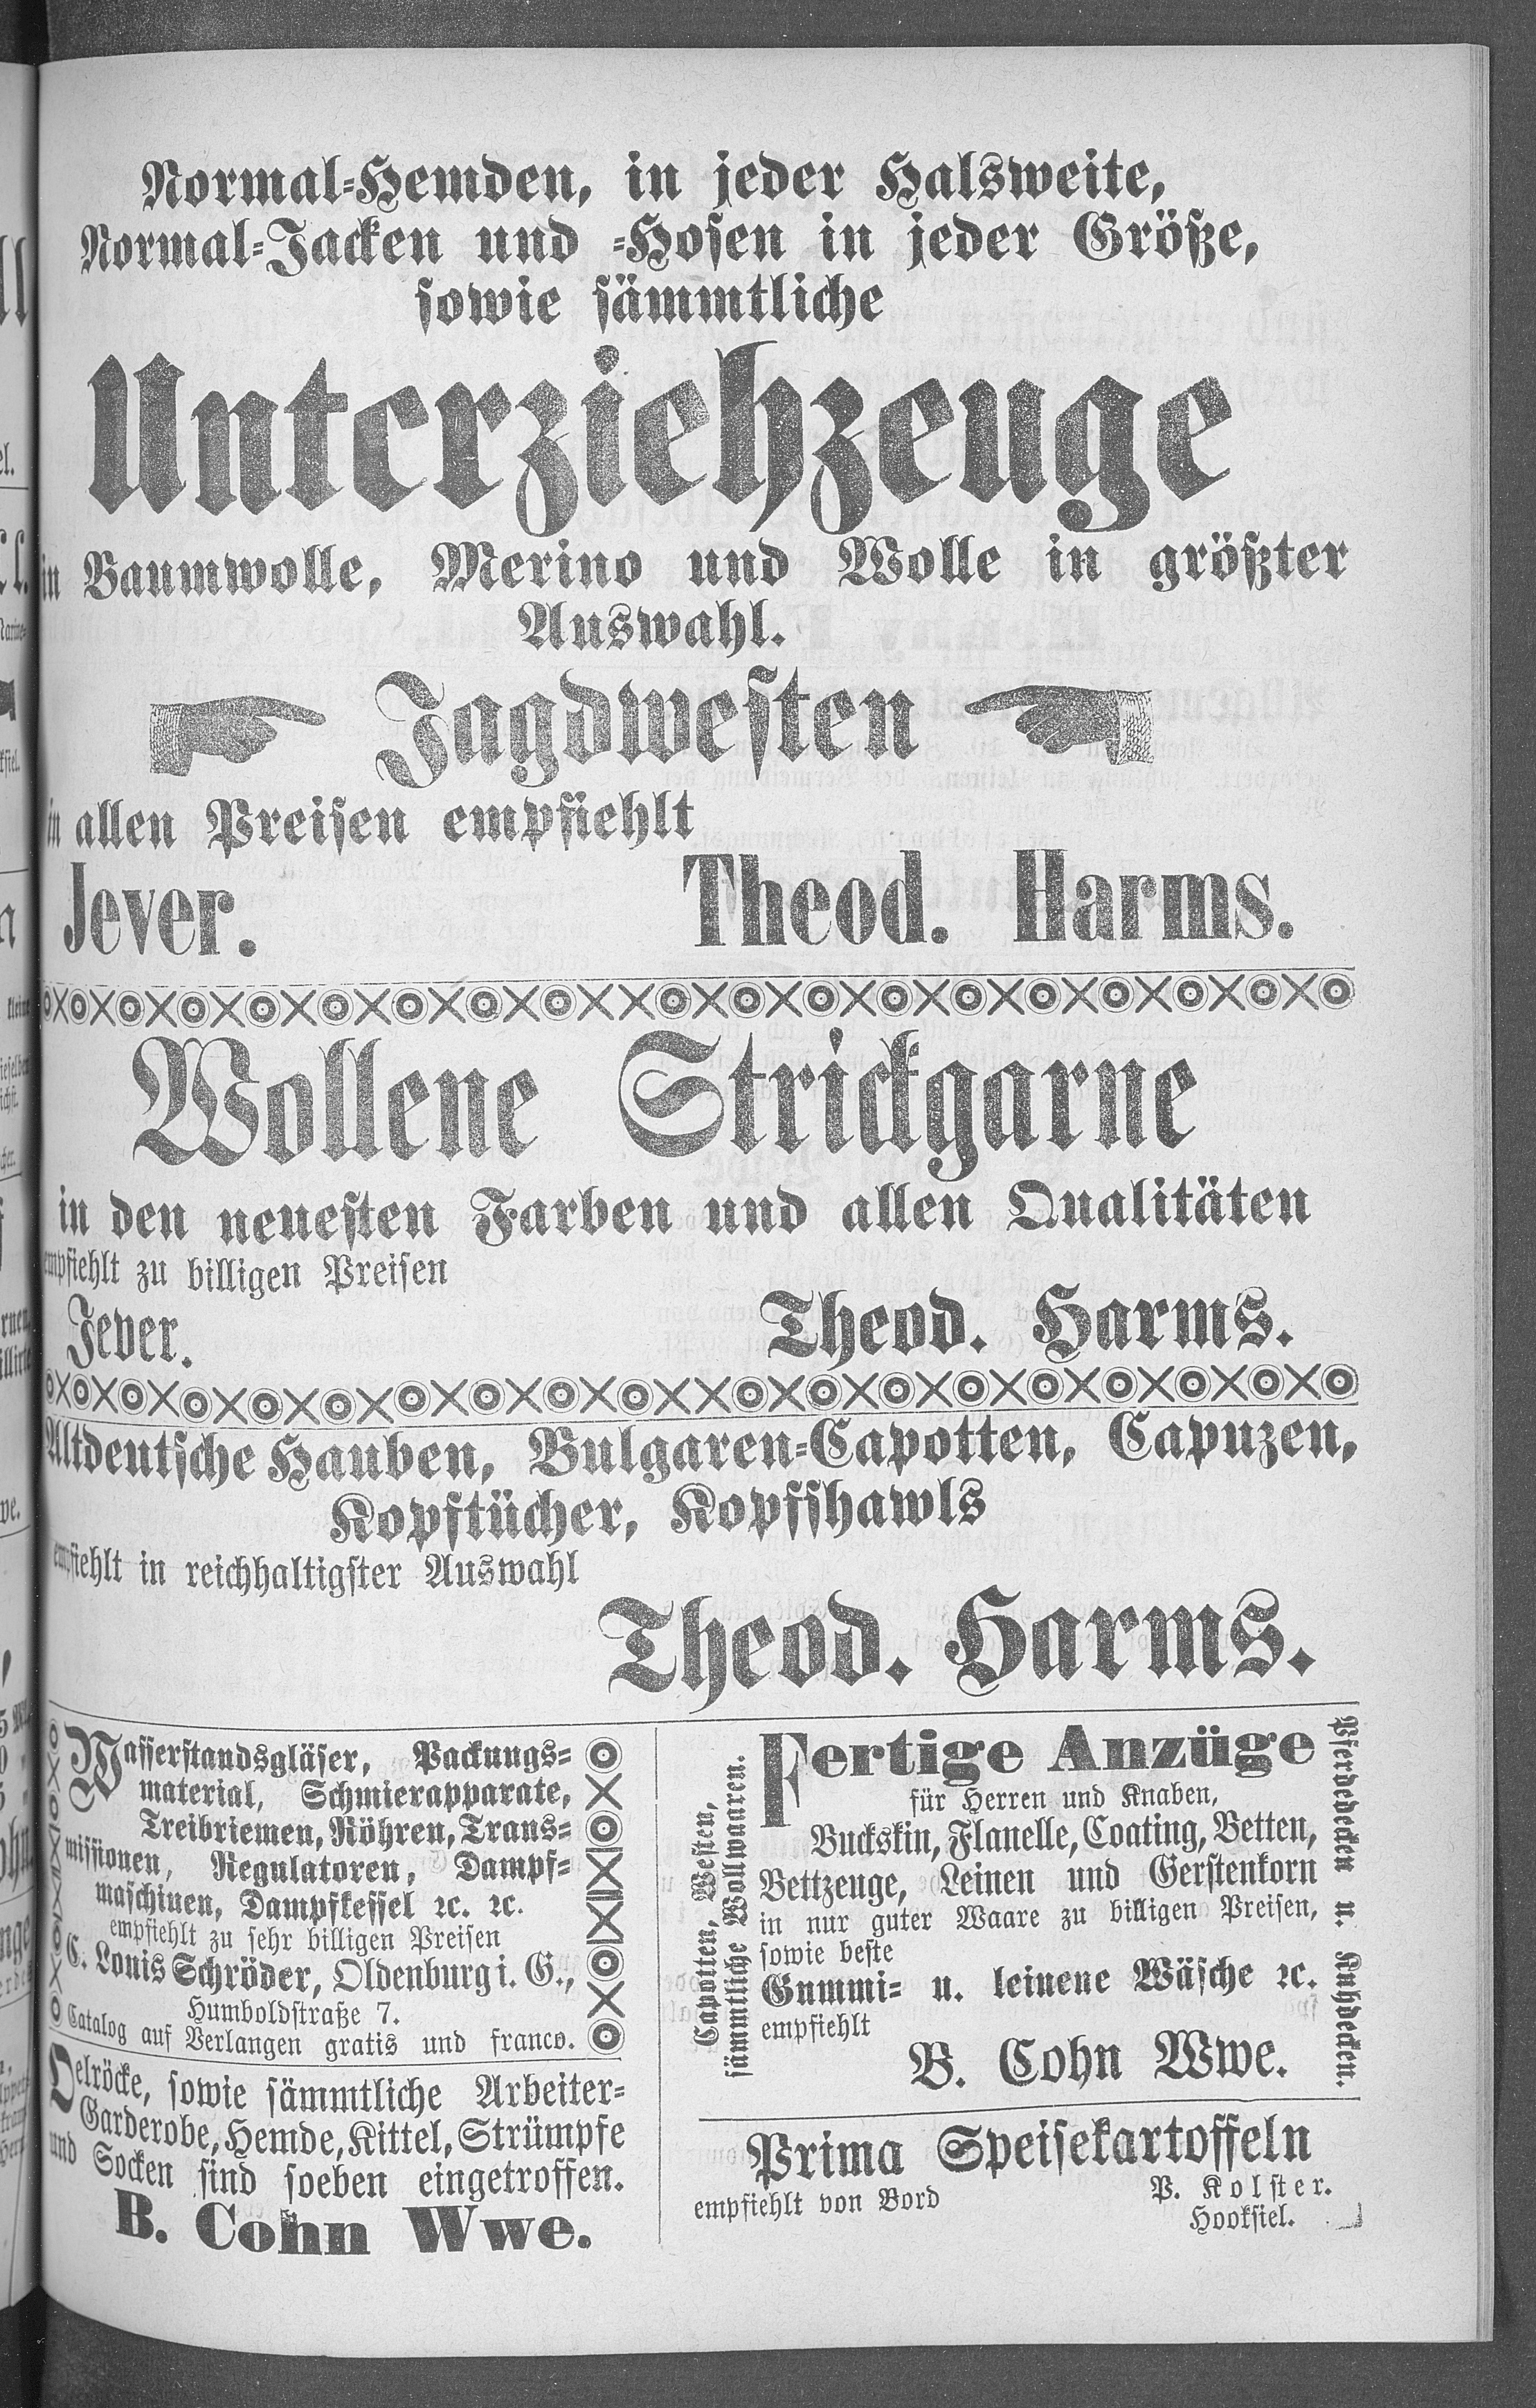 Normal-Hemden, in jeder Halsweite,
Normal-Jacken und -Hosen in jeder Größe,
sowie sämmtliche
Unterziehzeuge
in Baumwolle, Merino und Wolle in größter
Auswahl.
Jagdwesten
in allen Preisen empfiehlt
Jever. Theod. Harms.
Wollene Strickgarne
in den neuesten Farben und allen Qualitäten
empfiehlt zu billigen Preisen
Jever. Theod. Harms.
Altdeutsche Hauben, Bulgaren-Capotten, Capuzen,
Kopftücher, Kopfshawls
empfiehlt in reichhaltigster Auswahl
Theod. Harms.
Wasserstandsgläser, Packungs-
material, Schmierapparate,
Treibriemen, Röhren, Trans-
missionen, Regulatoren, Dampf-
maschinen, Dampfkessel ꝛc. ꝛc.
empfiehlt zu sehr billigen Preisen
C. Louis Schröder, Oldenburg i. G.,
Humboldstraße 7.
Catalog auf Verlangen gratis und franco.
Oelröcke, sowie sämmtliche Arbeiter-
Garderobe, Hemde, Kittel, Strümpfe
und Socken sind soeben eingetroffen.
B. Cohn Wwe.
Capotten, Westen,
sämmtliche Wollwaaren.
Fertige Anzüge
für Herren und Knaben,
Buckskin, Flanelle, Coating, Betten,
Bettzeuge, Leinen und Gerstenkorn
in nur guter Waare zu billigen Preisen,
sowie beste
Gummi- u. leinene Wäsche ꝛc.
empfiehlt
B. Cohn Wwe.
Pferdedecken u. Kuhdecken.
Prima Speisekartoffeln
empfiehlt von Bord P. Kolster.
Hooksiel.